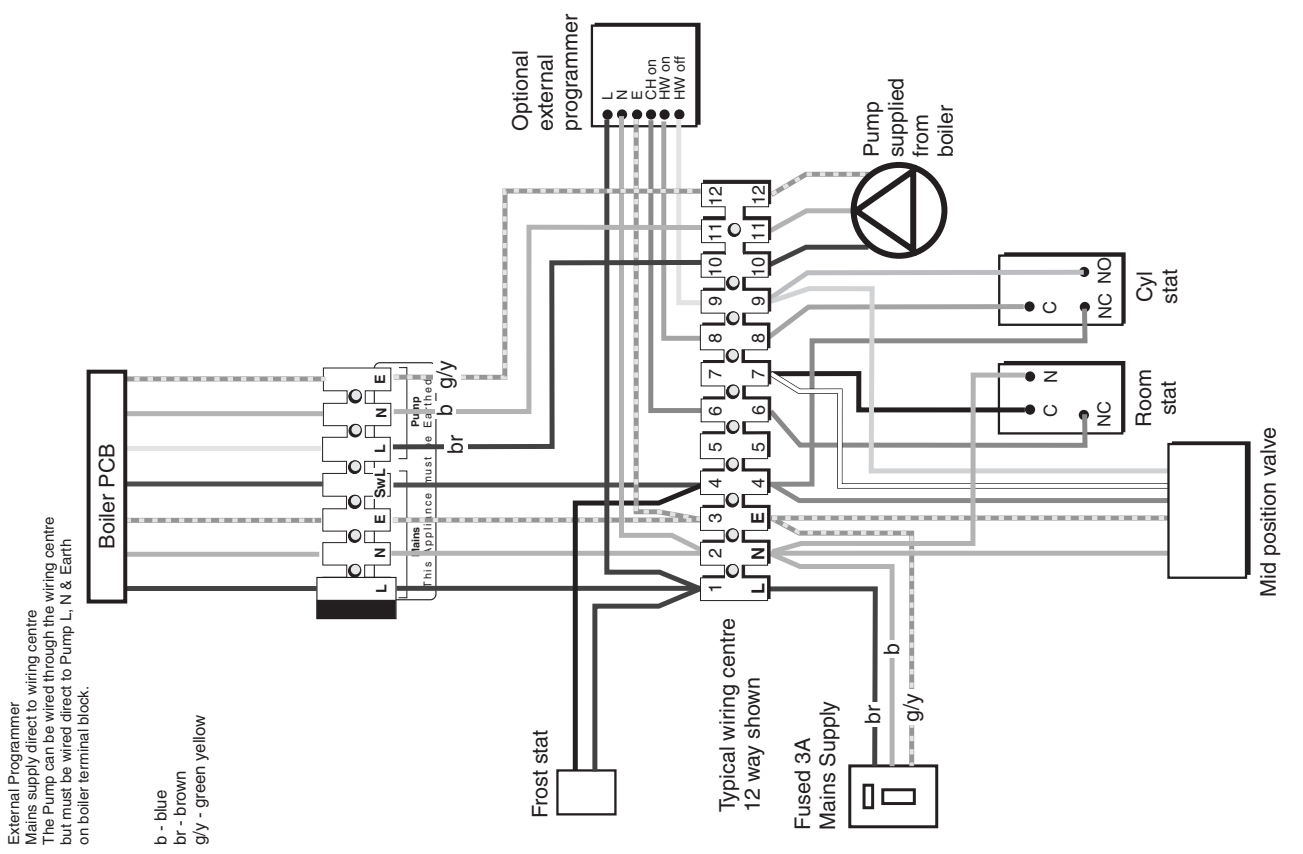 External Programmer
Mains supply direct to wiring centre
The Pump can be wired through the wiring centre
but must be wired direct to Pump L, N & Earth
on boiler terminal block.
b - blue
br - brown
g/y - green yellow
Boiler PCB
L
N
E
SwL
L
N
E
Mains
Pump
This Appliance must be Earthed
br
b
g/y
Optional
external
programmer
L
N
E
CH on
HW on
HW off
Frost stat
1
2
3
4
5
6
7
8
9
10
11
12
L
N
E
4
5
6
7
8
9
10
11
12
Typical wiring centre
12 way shown
Pump
supplied
from
boiler
Fused 3A
Mains Supply
br
b
g/y
C
NC
NO
Cyl
stat
C
N
NC
Room
stat
Mid position valve